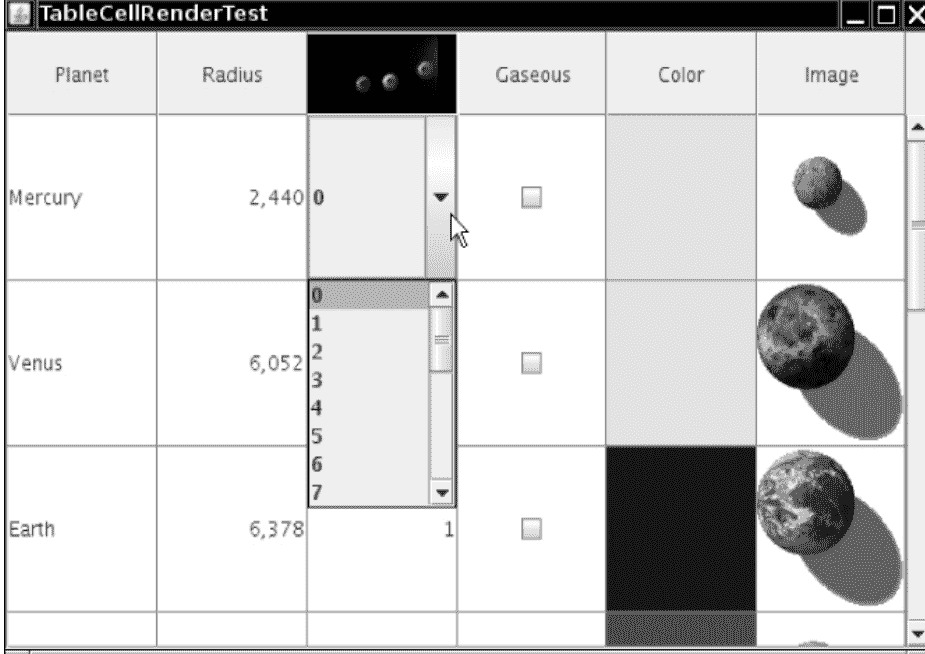 TableCellRenderTest
Planet Radius Gaseous Color Image
Mercury 2,440 0
0
1
Venus 6,052 2
3
4
5
6
7
Earth 6,378 1